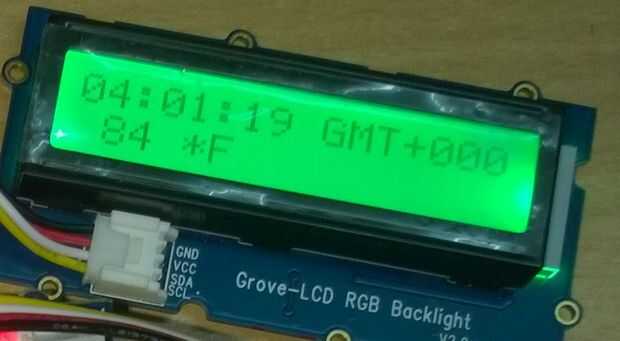 04:01:19 GMT+000
84 *F
GND
VCC
SDA
SCL
Grove-LCD RGB Backlight